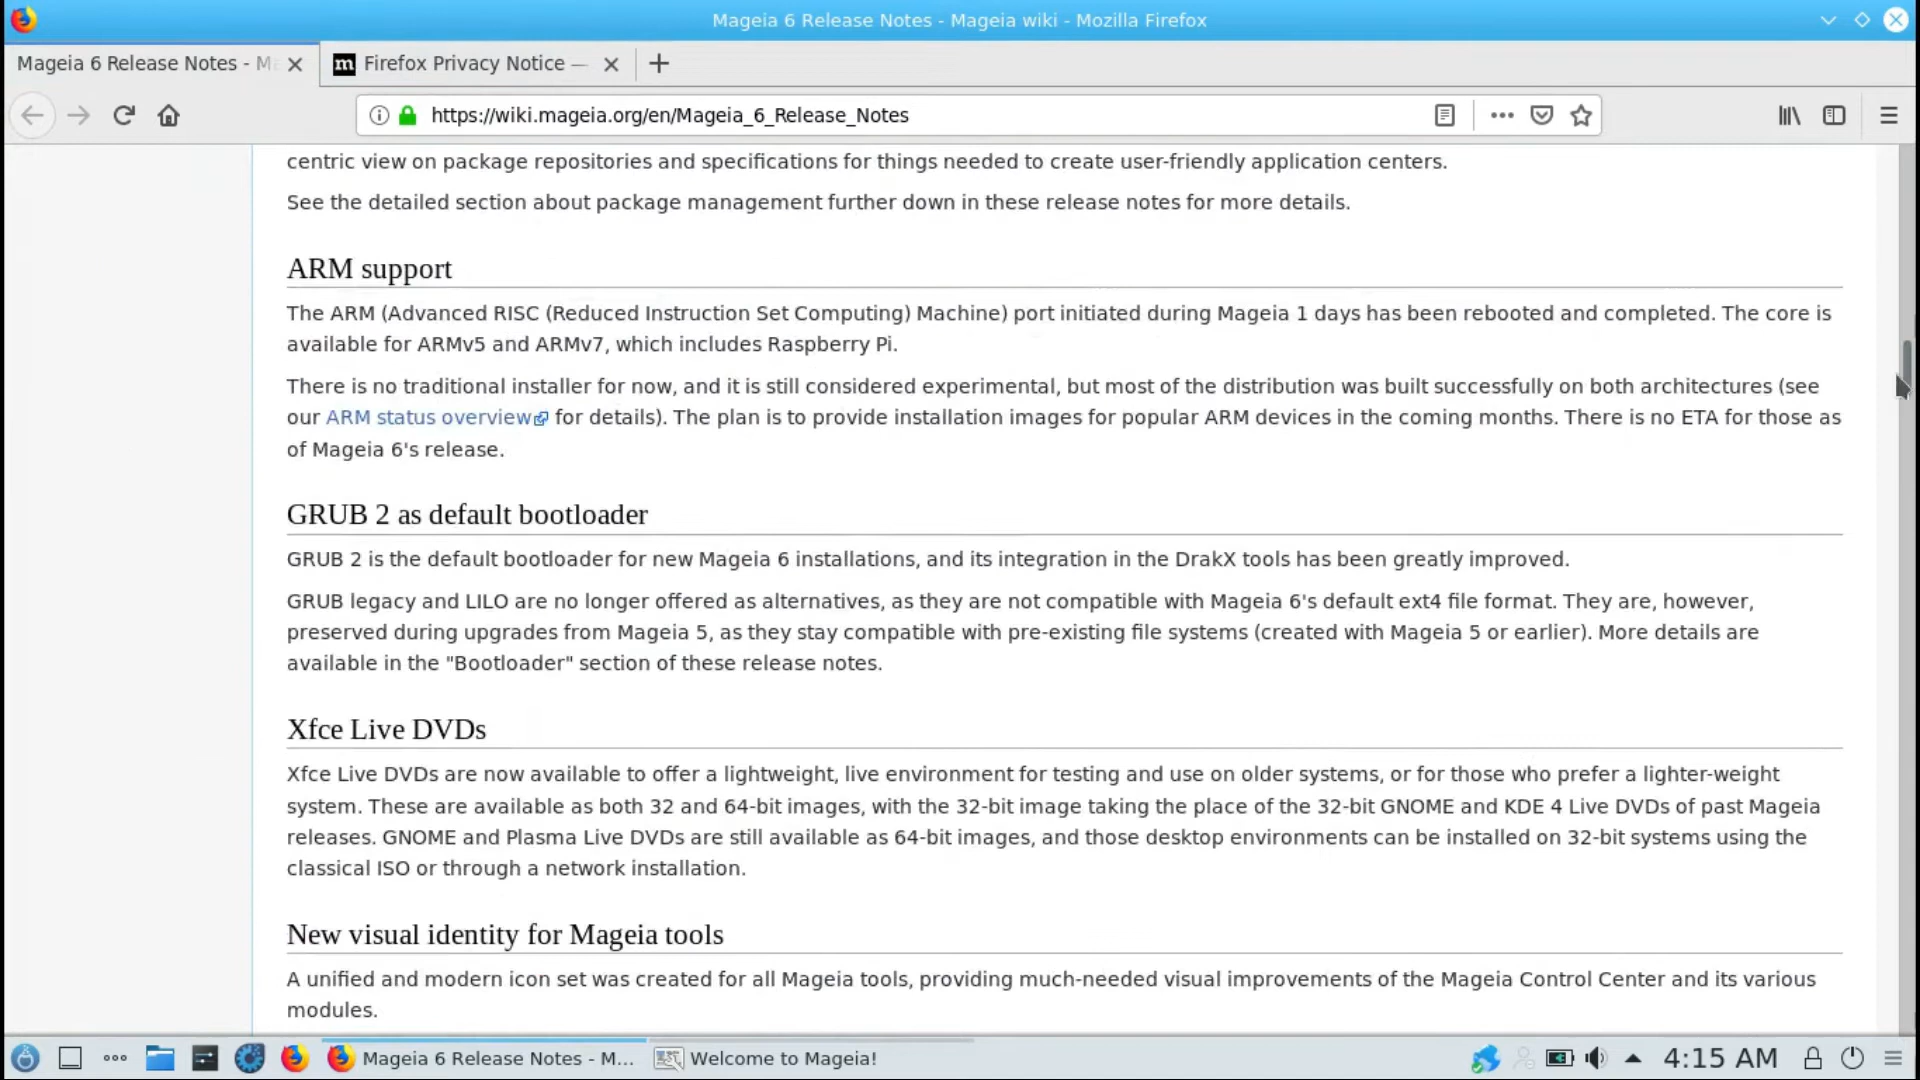 Mageia 6 Release Notes - Mageia wiki - Mozilla Firefox
Mageia 6 Release Notes - Ma
Firefox Privacy Notice —
https://wiki.mageia.org/en/Mageia_6_Release_Notes
centric view on package repositories and specifications for things needed to create user-friendly application centers.
See the detailed section about package management further down in these release notes for more details.
ARM support
The ARM (Advanced RISC (Reduced Instruction Set Computing) Machine) port initiated during Mageia 1 days has been rebooted and completed. The core is
available for ARMv5 and ARMv7, which includes Raspberry Pi.
There is no traditional installer for now, and it is still considered experimental, but most of the distribution was built successfully on both architectures (see
our ARM status overview for details). The plan is to provide installation images for popular ARM devices in the coming months. There is no ETA for those as
of Mageia 6's release.
GRUB 2 as default bootloader
GRUB 2 is the default bootloader for new Mageia 6 installations, and its integration in the DrakX tools has been greatly improved.
GRUB legacy and LILO are no longer offered as alternatives, as they are not compatible with Mageia 6's default ext4 file format. They are, however,
preserved during upgrades from Mageia 5, as they stay compatible with pre-existing file systems (created with Mageia 5 or earlier). More details are
available in the "Bootloader" section of these release notes.
Xfce Live DVDs
Xfce Live DVDs are now available to offer a lightweight, live environment for testing and use on older systems, or for those who prefer a lighter-weight
system. These are available as both 32 and 64-bit images, with the 32-bit image taking the place of the 32-bit GNOME and KDE 4 Live DVDs of past Mageia
releases. GNOME and Plasma Live DVDs are still available as 64-bit images, and those desktop environments can be installed on 32-bit systems using the
classical ISO or through a network installation.
New visual identity for Mageia tools
A unified and modern icon set was created for all Mageia tools, providing much-needed visual improvements of the Mageia Control Center and its various
modules.
Mageia 6 Release Notes - M...
Welcome to Mageia!
4:15 AM